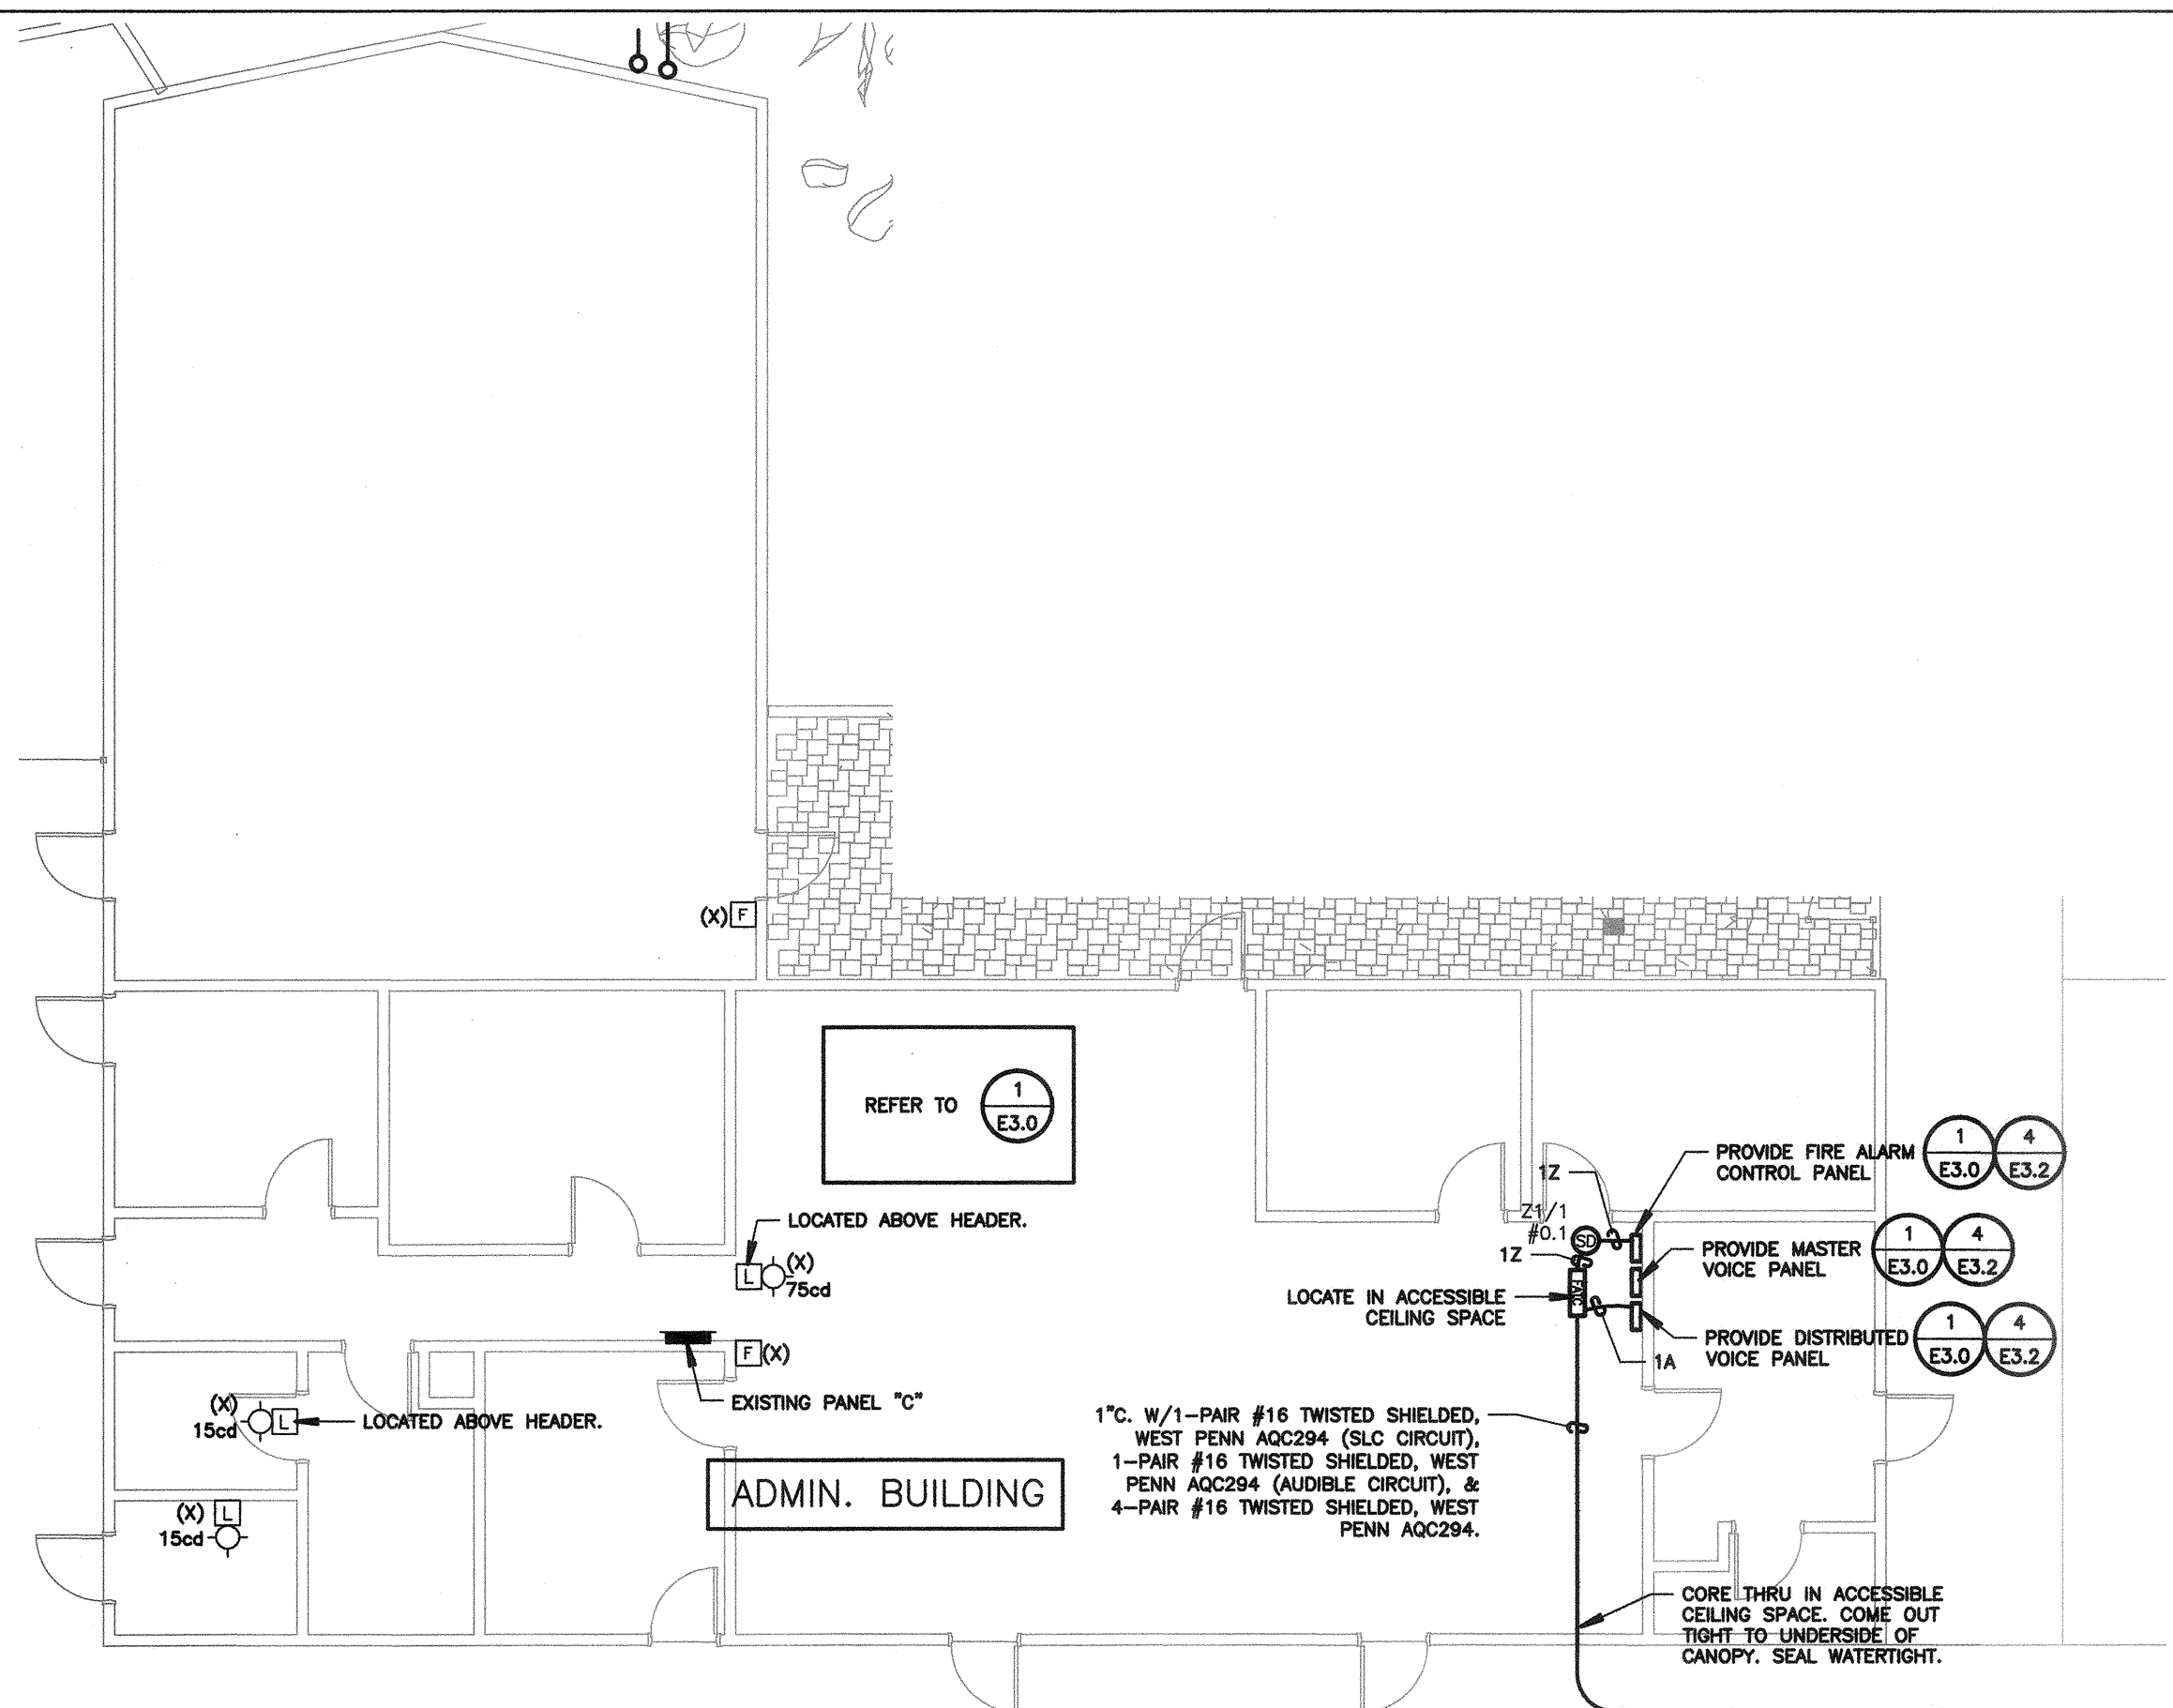 (X) F
REFER TO 1
E3.0
LOCATED ABOVE HEADER.
L (X)
75cd
F (X)
EXISTING PANEL "C"
(X)
15cd L
LOCATED ABOVE HEADER.
(X) L
15cd
ADMIN. BUILDING
1Z
PROVIDE FIRE ALARM
CONTROL PANEL
1
E3.0
4
E3.2
Z1/1
#0.1
SD
1Z
FATC
PROVIDE MASTER
VOICE PANEL
1
E3.0
4
E3.2
LOCATE IN ACCESSIBLE
CEILING SPACE
PROVIDE DISTRIBUTED
VOICE PANEL
1
E3.0
4
E3.2
1A
1"C. W/1-PAIR #16 TWISTED SHIELDED,
WEST PENN AQC294 (SLC CIRCUIT),
1-PAIR #16 TWISTED SHIELDED, WEST
PENN AQC294 (AUDIBLE CIRCUIT), &
4-PAIR #16 TWISTED SHIELDED, WEST
PENN AQC294.
CORE THRU IN ACCESSIBLE
CEILING SPACE. COME OUT
TIGHT TO UNDERSIDE OF
CANOPY. SEAL WATERTIGHT.